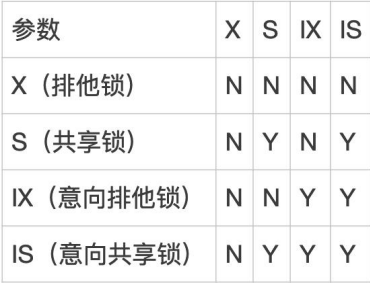 参数 X S IX IS
X（排他锁） N N N N
S（共享锁） N Y N Y
IX（意向排他锁） N N Y Y
IS（意向共享锁） N Y Y Y